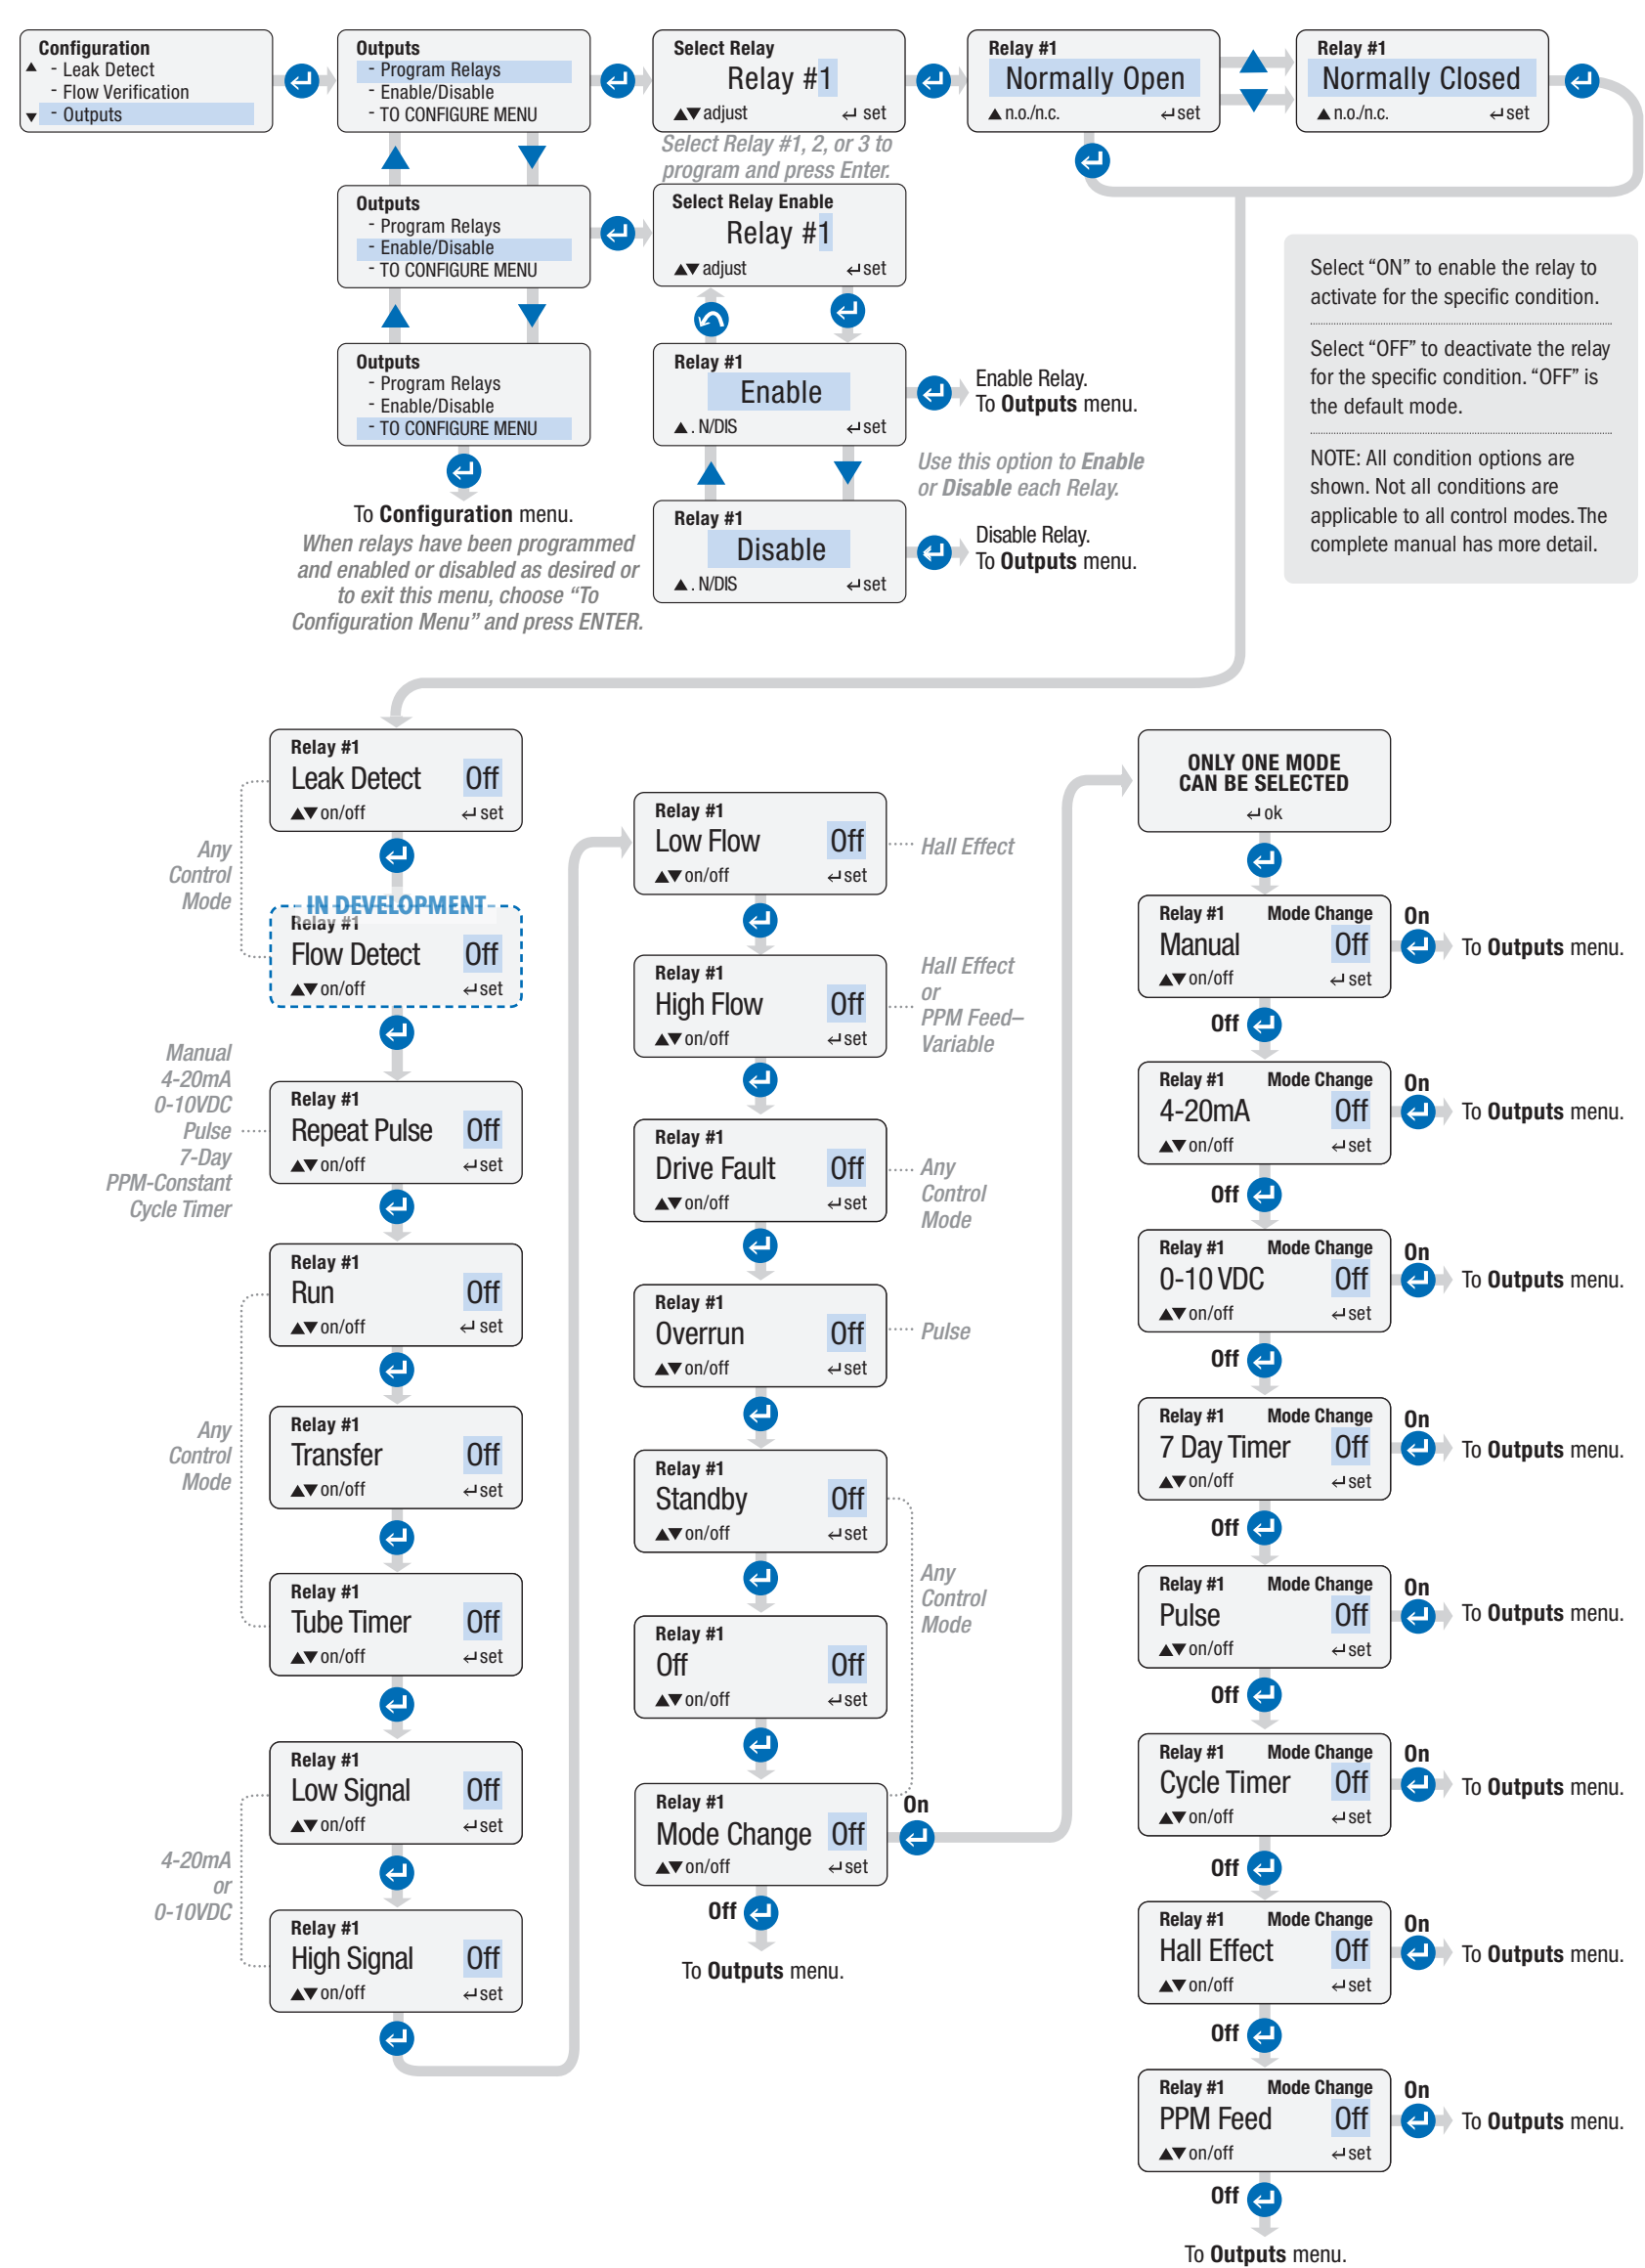 Configuration
▲ - Leak Detect
- Flow Verification
▼ - Outputs
Outputs
- Program Relays
- Enable/Disable
- TO CONFIGURE MENU
Select Relay
Relay #1
▲▼ adjust ↵ set
Select Relay #1, 2, or 3 to
program and press Enter.
Relay #1
Normally Open
▲ n.o./n.c. ↵ set
Relay #1
Normally Closed
▲ n.o./n.c. ↵ set
Outputs
- Program Relays
- Enable/Disable
- TO CONFIGURE MENU
Select Relay Enable
Relay #1
▲▼ adjust ↵ set
Outputs
- Program Relays
- Enable/Disable
- TO CONFIGURE MENU
To Configuration menu.
When relays have been programmed
and enabled or disabled as desired or
to exit this menu, choose “To
Configuration Menu” and press ENTER.
Relay #1
Enable
▲ . N/DIS ↵ set
Enable Relay.
To Outputs menu.
Use this option to Enable
or Disable each Relay.
Relay #1
Disable
▲ . N/DIS ↵ set
Disable Relay.
To Outputs menu.
Select “ON” to enable the relay to
activate for the specific condition.
Select “OFF” to deactivate the relay
for the specific condition. “OFF” is
the default mode.
NOTE: All condition options are
shown. Not all conditions are
applicable to all control modes. The
complete manual has more detail.
Relay #1
Leak Detect Off
▲▼ on/off ↵ set
Any
Control
Mode
IN DEVELOPMENT
Relay #1
Flow Detect Off
▲▼ on/off ↵ set
Manual
4-20mA
0-10VDC
Pulse
7-Day
PPM-Constant
Cycle Timer
Relay #1
Repeat Pulse Off
▲▼ on/off ↵ set
Relay #1
Run Off
▲▼ on/off ↵ set
Any
Control
Mode
Relay #1
Transfer Off
▲▼ on/off ↵ set
Relay #1
Tube Timer Off
▲▼ on/off ↵ set
Relay #1
Low Signal Off
▲▼ on/off ↵ set
4-20mA
or
0-10VDC
Relay #1
High Signal Off
▲▼ on/off ↵ set
Relay #1
Low Flow Off
▲▼ on/off ↵ set
Hall Effect
Relay #1
High Flow Off
▲▼ on/off ↵ set
Hall Effect
or
PPM Feed–
Variable
Relay #1
Drive Fault Off
▲▼ on/off ↵ set
Any
Control
Mode
Relay #1
Overrun Off
▲▼ on/off ↵ set
Pulse
Relay #1
Standby Off
▲▼ on/off ↵ set
Any
Control
Mode
Relay #1
Off Off
▲▼ on/off ↵ set
Relay #1
Mode Change Off
▲▼ on/off ↵ set
On
Off
To Outputs menu.
ONLY ONE MODE
CAN BE SELECTED
↵ ok
Relay #1 Mode Change
Manual Off
▲▼ on/off ↵ set
On
To Outputs menu.
Off
Relay #1 Mode Change
4-20mA Off
▲▼ on/off ↵ set
On
To Outputs menu.
Off
Relay #1 Mode Change
0-10 VDC Off
▲▼ on/off ↵ set
On
To Outputs menu.
Off
Relay #1 Mode Change
7 Day Timer Off
▲▼ on/off ↵ set
On
To Outputs menu.
Off
Relay #1 Mode Change
Pulse Off
▲▼ on/off ↵ set
On
To Outputs menu.
Off
Relay #1 Mode Change
Cycle Timer Off
▲▼ on/off ↵ set
On
To Outputs menu.
Off
Relay #1 Mode Change
Hall Effect Off
▲▼ on/off ↵ set
On
To Outputs menu.
Off
Relay #1 Mode Change
PPM Feed Off
▲▼ on/off ↵ set
On
To Outputs menu.
Off
To Outputs menu.